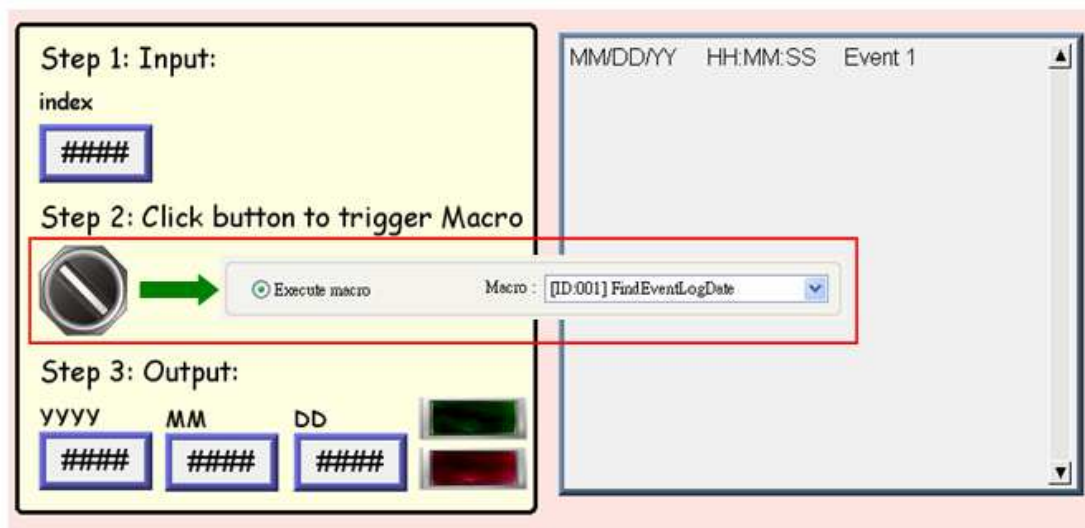 Step 1: Input:
index
####
Step 2: Click button to trigger Macro
Execute macro
Macro : [ID:001] FindEventLogDate
Step 3: Output:
YYYY MM DD
#### #### ####
MM/DD/YY HH:MM:SS Event 1